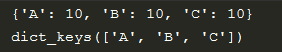 {'A': 10, 'B': 10, 'C': 10}
dict_keys(['A', 'B', 'C'])